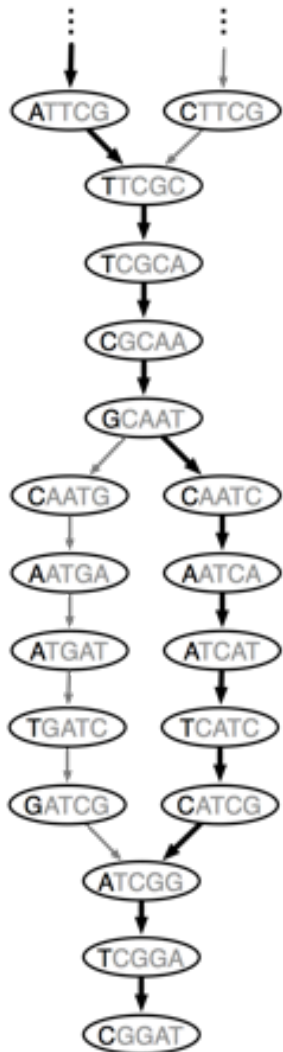 ATTCG CTTCG
TTCGC
TCGCA
CGCAA
GCAAT
CAATG CAATC
AATGA AATCA
ATGAT ATCAT
TGATC TCATC
GATCG CATCG
ATCGG
TCGGA
CGGAT